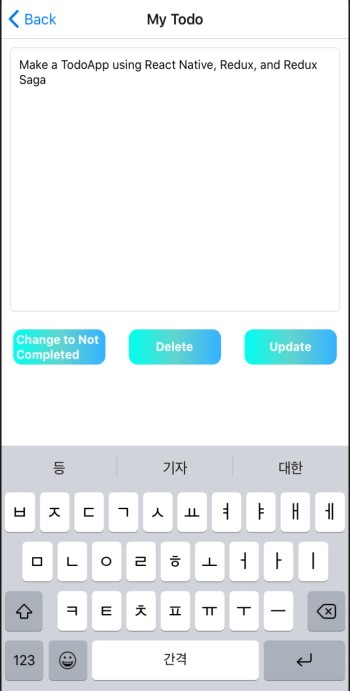 Back
My Todo
Make a TodoApp using React Native, Redux, and Redux
Saga
Change to Not
Completed
Delete
Update
등 기자 대한
ㅂ ㅈ ㄷ ㄱ ㅅ ㅛ ㅕ ㅑ ㅐ ㅔ
ㅁ ㄴ ㅇ ㄹ ㅎ ㅗ ㅓ ㅏ ㅣ
ㅋ ㅌ ㅊ ㅍ ㅠ ㅜ ㅡ
123 간격